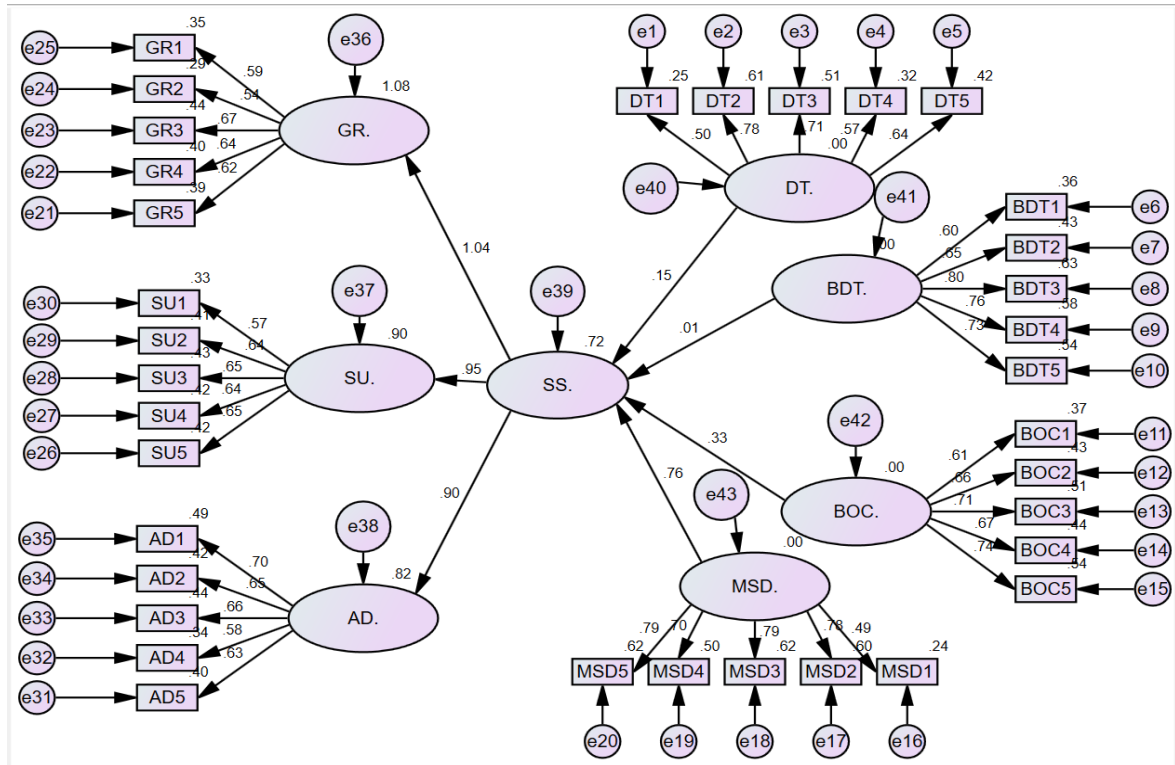 e1 e2 e3 e4 e5
.25 .61 .51 .32 .42
DT1 DT2 DT3 DT4 DT5
.50 .78 .71 .57 .64
.00
DT.
e40
e41
.00
BDT.
.36
BDT1 e6
.60 .43
BDT2 e7
.65 .63
BDT3 e8
.80 .58
BDT4 e9
.76 .54
BDT5 e10
.73
e36
1.08
GR.
.35
e25 GR1
.59 .29
e24 GR2
.54 .44
e23 GR3
.67 .40
e22 GR4
.64 .39
e21 GR5
.62
1.04
.15
.01
e37
.90
SU.
.33
e30 SU1
.57 .41
e29 SU2
.64 .43
e28 SU3
.65 .42
e27 SU4
.64 .42
e26 SU5
.65
.95
e39
.72
SS.
.33
.76
.90
e42
.00
BOC.
.37
BOC1 e11
.61 .43
BOC2 e12
.66 .51
BOC3 e13
.71 .44
BOC4 e14
.67 .54
BOC5 e15
.74
e38
.82
AD.
.49
e35 AD1
.70 .42
e34 AD2
.65 .44
e33 AD3
.66 .34
e32 AD4
.58 .40
e31 AD5
.63
e43
.00
MSD.
.79 .70 .79 .78 .49
.62 .50 .62 .60 .24
MSD5 MSD4 MSD3 MSD2 MSD1
e20 e19 e18 e17 e16